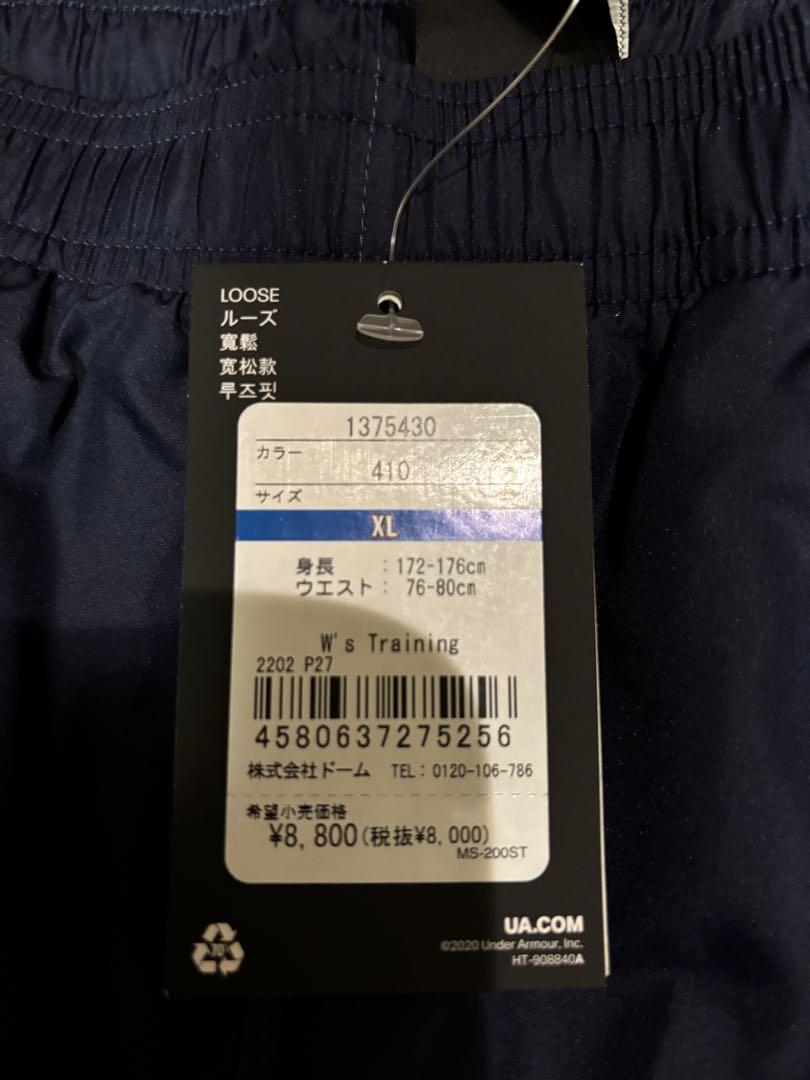 LOOSE
ルーズ
寬鬆
宽松款
루즈핏
1375430
カラー
410
サイズ
XL
身長 : 172-176cm
ウエスト : 76-80cm
W's Training
2202 P27
4580637275256
株式会社ドーム TEL: 0120-106-786
希望小売価格
¥8,800(税抜¥8,000)
MS-200ST
UA.COM
©2020 Under Armour, Inc.
HT-908840A